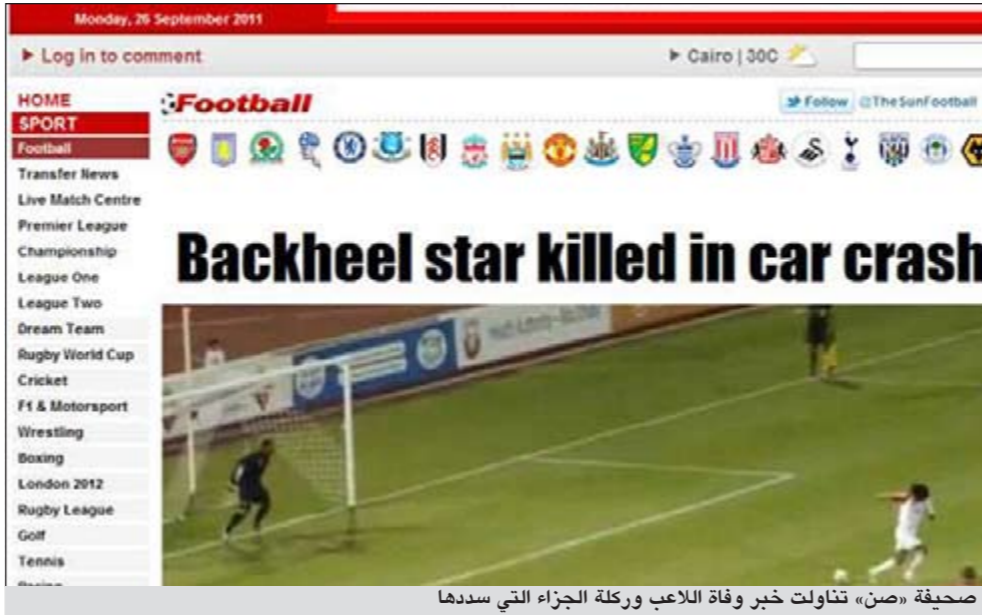 Monday, 26 September 2011
Log in to comment
Cairo | 30C
HOME
Football
Follow @TheSunFootball
SPORT
Football
Transfer News
Live Match Centre
Premier League
Championship
League One
League Two
Dream Team
Rugby World Cup
Cricket
F1 & Motorsport
Wrestling
Boxing
London 2012
Rugby League
Golf
Tennis
Backheel star killed in car crash
صحيفة «صن» تناولت خبر وفاة اللاعب وركلة الجزاء التي سددها